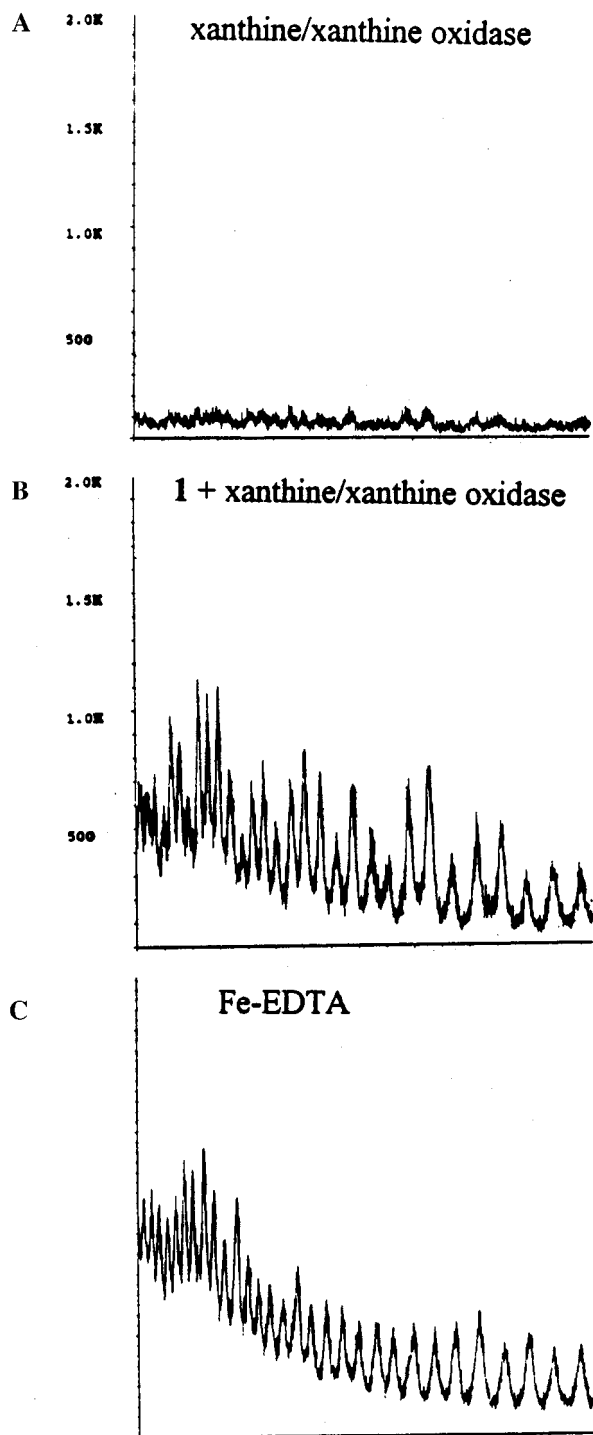 A
xanthine/xanthine oxidase
2.0K
1.5K
1.0K
500
B
1 + xanthine/xanthine oxidase
2.0K
1.5K
1.0K
500
C
Fe-EDTA